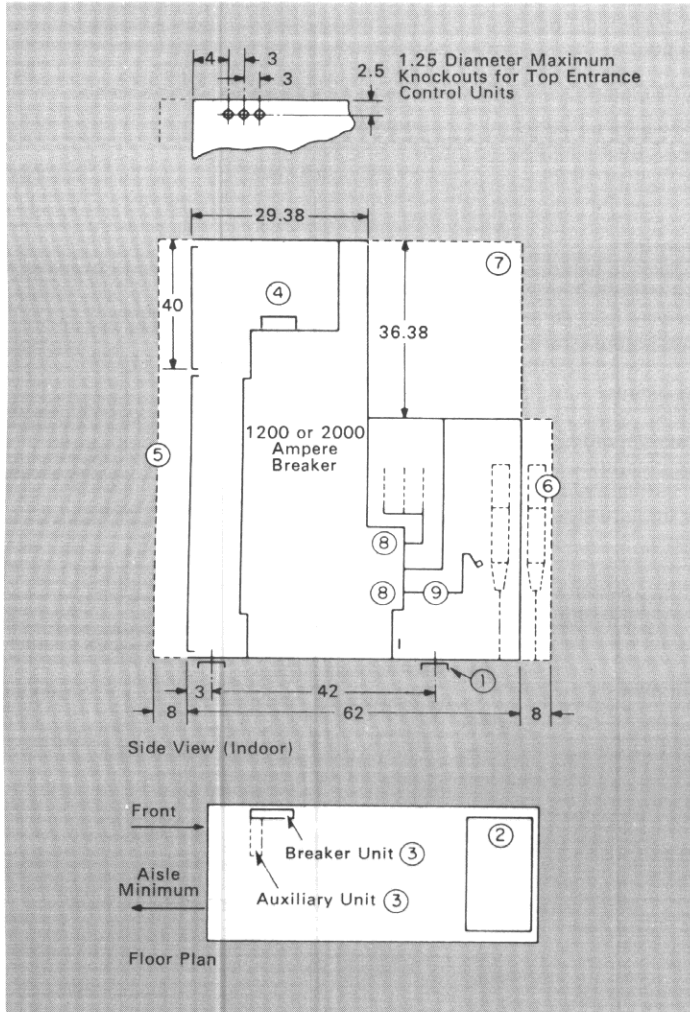 4
3
3
2.5
1.25 Diameter Maximum
Knockouts for Top Entrance
Control Units
29.38
40
④
36.38
⑦
1200 or 2000
Ampere
Breaker
⑤
⑥
⑧
⑧
⑨
①
3
42
8
62
8
Side View (Indoor)
Front
Breaker Unit ③
②
Aisle
Minimum
Auxiliary Unit ③
Floor Plan